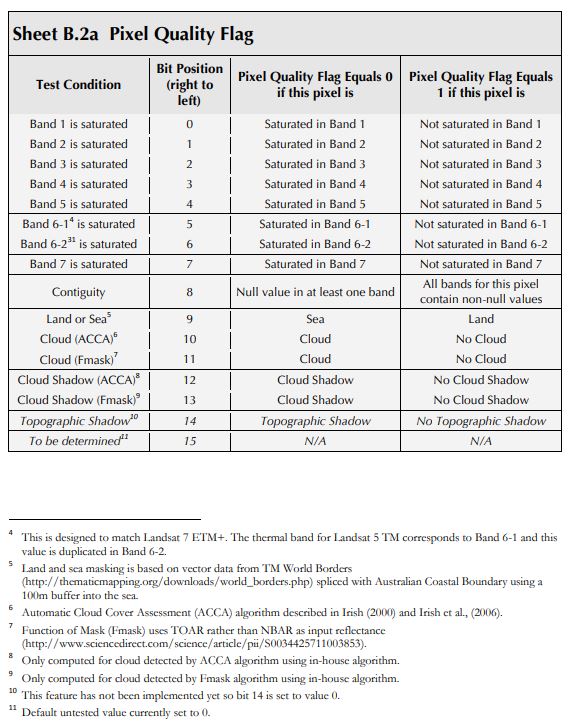 Sheet B.2a Pixel Quality Flag
Test Condition
Bit Position (right to left)
Pixel Quality Flag Equals 0 if this pixel is
Pixel Quality Flag Equals 1 if this pixel is
Band 1 is saturated 0 Saturated in Band 1 Not saturated in Band 1
Band 2 is saturated 1 Saturated in Band 2 Not saturated in Band 2
Band 3 is saturated 2 Saturated in Band 3 Not saturated in Band 3
Band 4 is saturated 3 Saturated in Band 4 Not saturated in Band 4
Band 5 is saturated 4 Saturated in Band 5 Not saturated in Band 5
Band 6-1⁴ is saturated 5 Saturated in Band 6-1 Not saturated in Band 6-1
Band 6-2³¹ is saturated 6 Saturated in Band 6-2 Not saturated in Band 6-2
Band 7 is saturated 7 Saturated in Band 7 Not saturated in Band 7
Contiguity 8 Null value in at least one band All bands for this pixel contain non-null values
Land or Sea⁵ 9 Sea Land
Cloud (ACCA)⁶ 10 Cloud No Cloud
Cloud (Fmask)⁷ 11 Cloud No Cloud
Cloud Shadow (ACCA)⁸ 12 Cloud Shadow No Cloud Shadow
Cloud Shadow (Fmask)⁹ 13 Cloud Shadow No Cloud Shadow
Topographic Shadow¹⁰ 14 Topographic Shadow No Topographic Shadow
To be determined¹¹ 15 N/A N/A
⁴ This is designed to match Landsat 7 ETM+. The thermal band for Landsat 5 TM corresponds to Band 6-1 and this
value is duplicated in Band 6-2.
⁵ Land and sea masking is based on vector data from TM World Borders
(http://thematicmapping.org/downloads/world_borders.php) spliced with Australian Coastal Boundary using a
100m buffer into the sea.
⁶ Automatic Cloud Cover Assessment (ACCA) algorithm described in Irish (2000) and Irish et al., (2006).
⁷ Function of Mask (Fmask) uses TOAR rather than NBAR as input reflectance
(http://www.sciencedirect.com/science/article/pii/S0034425711003853).
⁸ Only computed for cloud detected by ACCA algorithm using in-house algorithm.
⁹ Only computed for cloud detected by Fmask algorithm using in-house algorithm.
¹⁰ This feature has not been implemented yet so bit 14 is set to value 0.
¹¹ Default untested value currently set to 0.